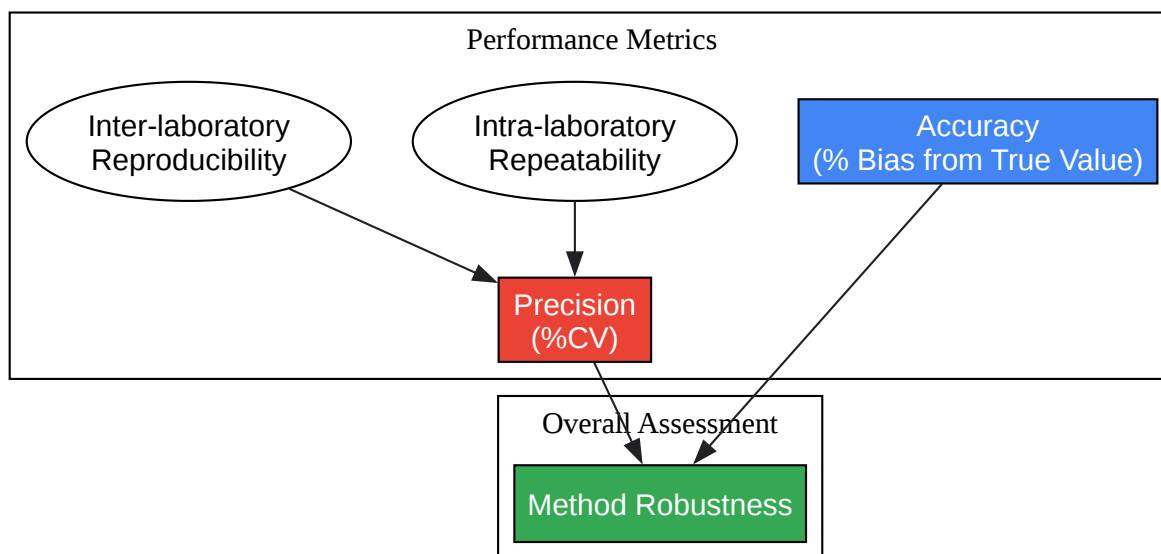 Performance Metrics
Inter-laboratory
Reproducibility
Intra-laboratory
Repeatability
Accuracy
(% Bias from True Value)
Precision
(%CV)
Overall Assessment
Method Robustness